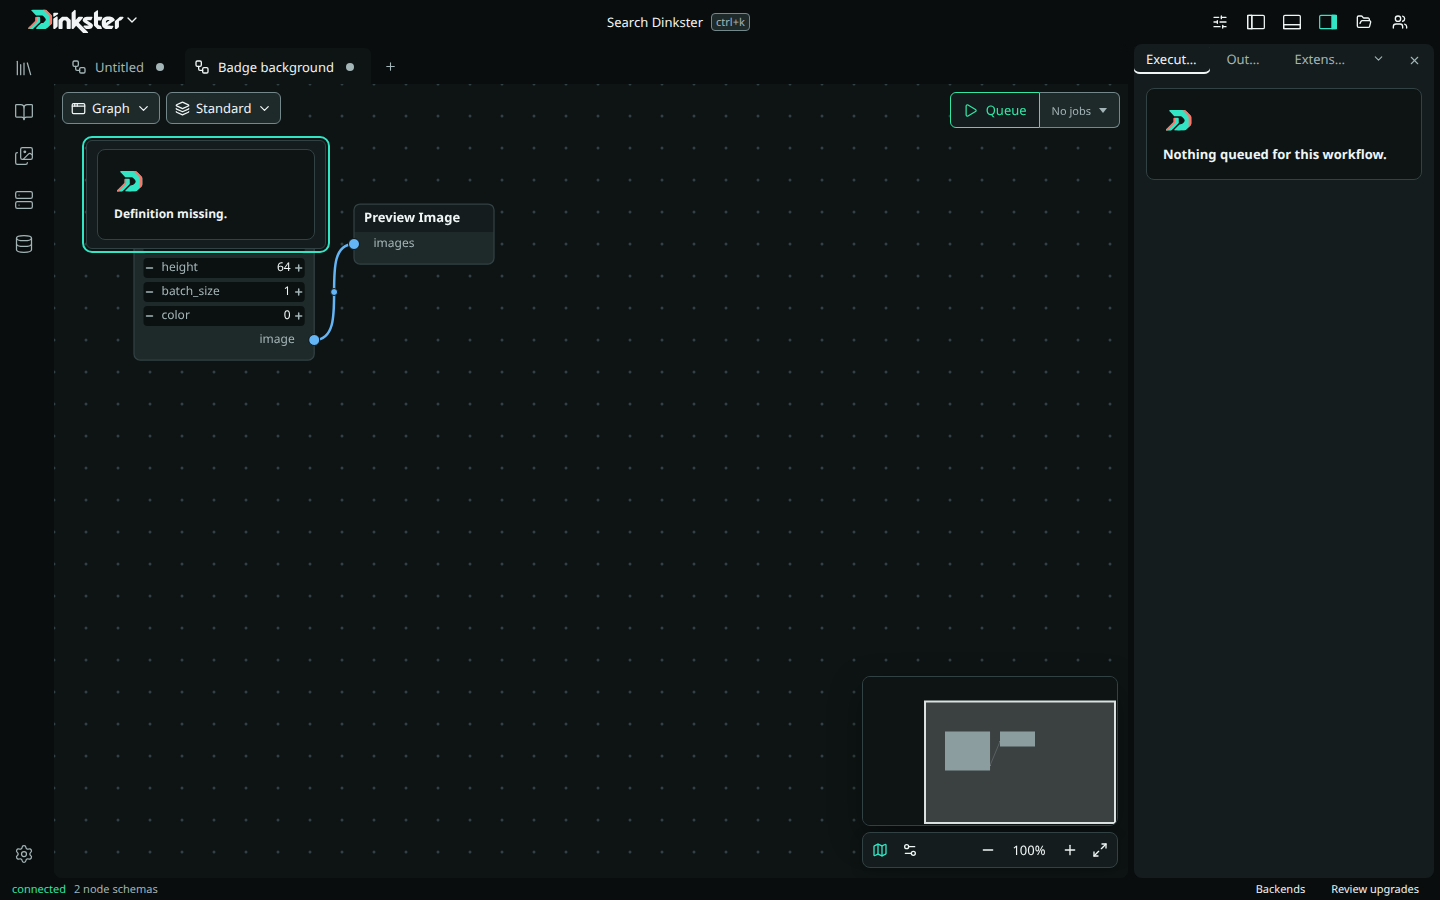 Dinkster
Search Dinkster ctrl+k
Untitled
Badge background
Execut...
Out...
Extens...
Graph
Standard
Queue
No jobs
Nothing queued for this workflow.
Definition missing.
Preview Image
images
height 64
batch_size 1
color 0
image
100%
connected 2 node schemas
Backends
Review upgrades